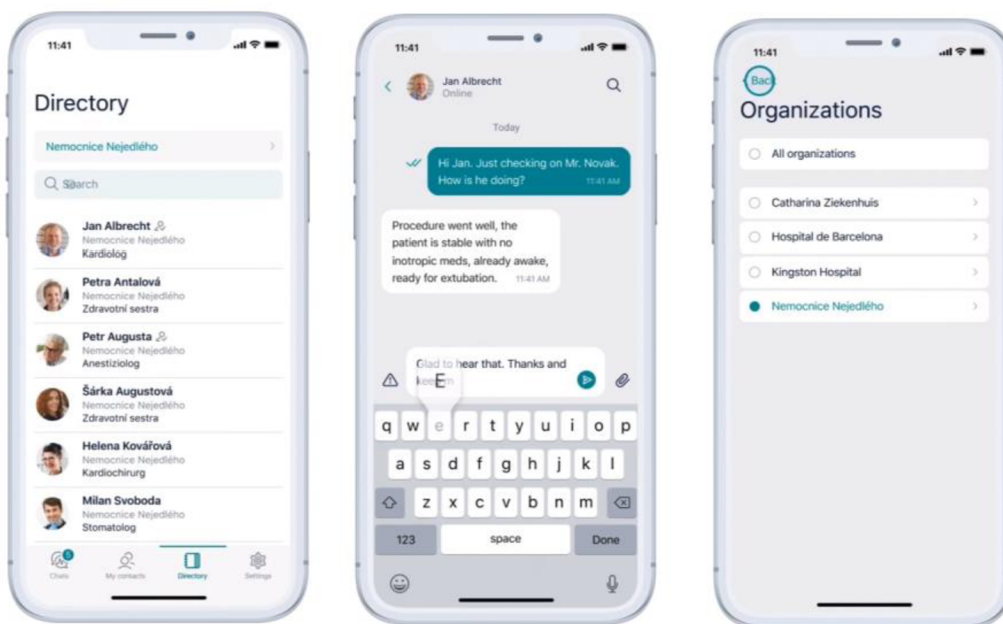 11:41
Directory
Nemocnice Nejedlého
Search
Jan Albrecht
Nemocnice Nejedlého
Kardiolog
Petra Antalová
Nemocnice Nejedlého
Zdravotní sestra
Petr Augusta
Nemocnice Nejedlého
Anestiziolog
Šárka Augustová
Nemocnice Nejedlého
Zdravotní sestra
Helena Kovářová
Nemocnice Nejedlého
Kardiochirurg
Milan Svoboda
Nemocnice Nejedlého
Stomatolog
5
Chats My contacts Directory Settings
11:41
Jan Albrecht
Online
Today
Hi Jan. Just checking on Mr. Novak.
How is he doing? 11:41 AM
Procedure went well, the
patient is stable with no
inotropic meds, already awake,
ready for extubation. 11:41 AM
Glad to hear that. Thanks and
E
q w e r t y u i o p
a s d f g h j k l
z x c v b n m
123 space Done
11:41
Back
Organizations
All organizations
Catharina Ziekenhuis
Hospital de Barcelona
Kingston Hospital
Nemocnice Nejedlého